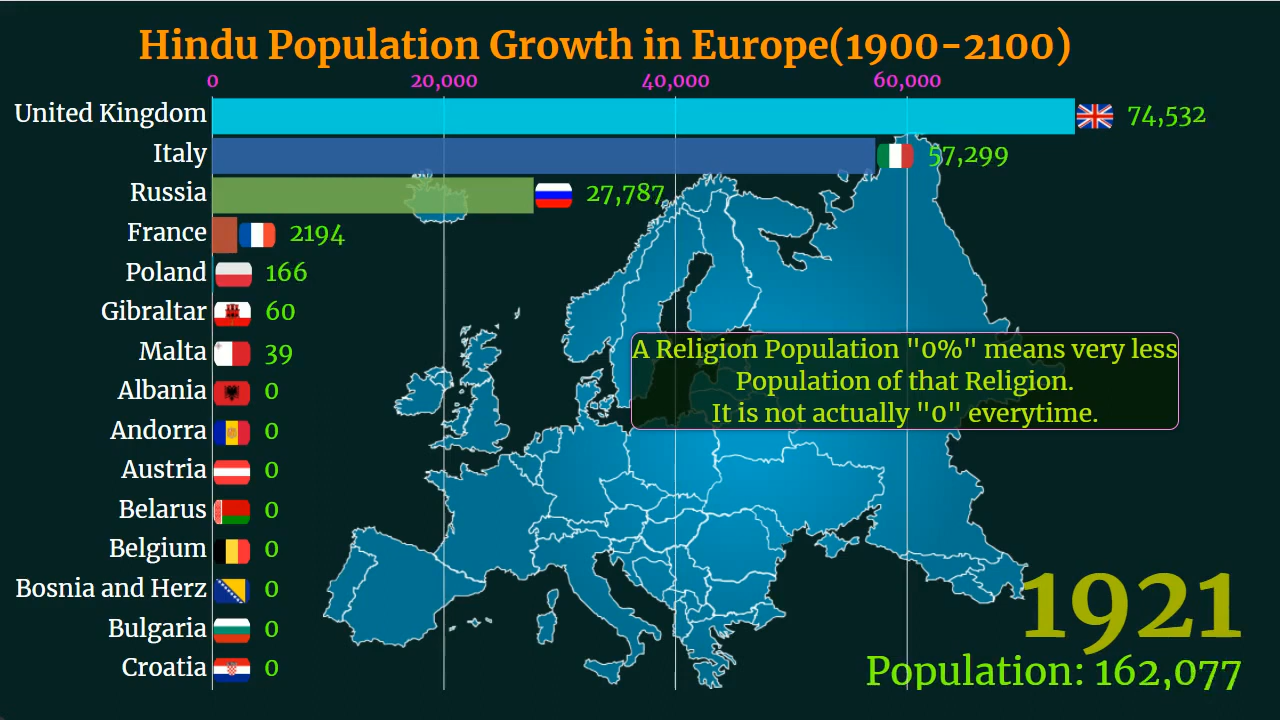 Hindu Population Growth in Europe(1900-2100)
0 20,000 40,000 60,000
United Kingdom 74,532
Italy 57,299
Russia 27,787
France 2194
Poland 166
Gibraltar 60
Malta 39
Albania 0
Andorra 0
Austria 0
Belarus 0
Belgium 0
Bosnia and Herz 0
Bulgaria 0
Croatia 0
A Religion Population "0%" means very less
Population of that Religion.
It is not actually "0" everytime.
1921
Population: 162,077